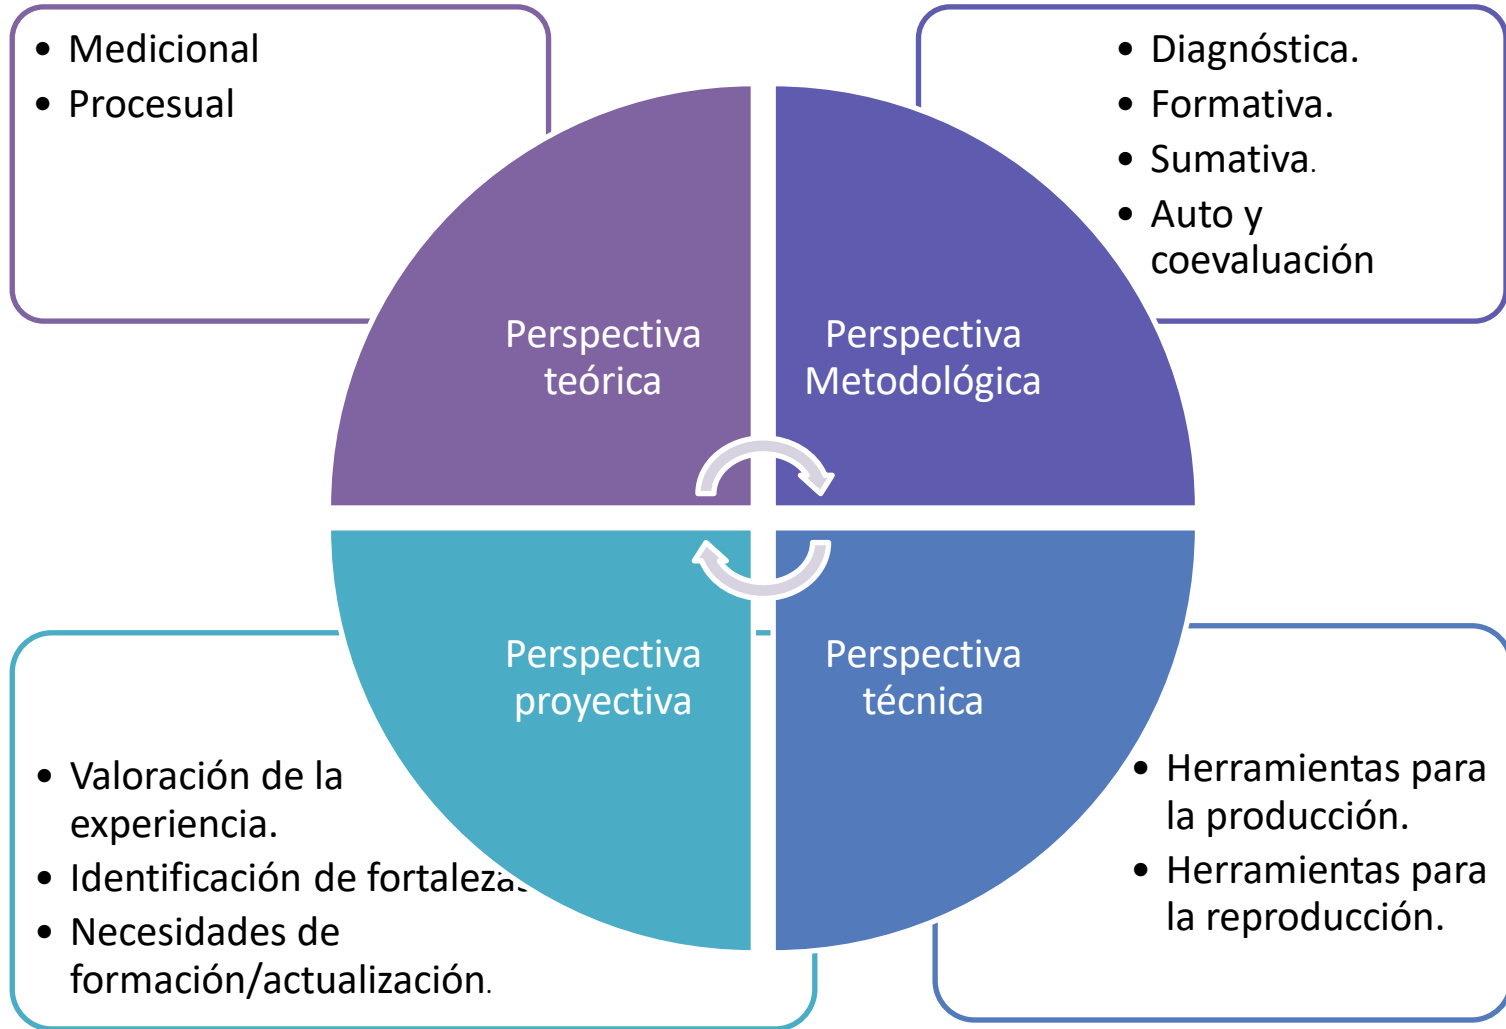 • Medicional
• Procesual
• Diagnóstica.
• Formativa.
• Sumativa.
• Auto y
coevaluación
Perspectiva
teórica
Perspectiva
Metodológica
Perspectiva
proyectiva
Perspectiva
técnica
• Valoración de la
experiencia.
• Identificación de fortalezas
• Necesidades de
formación/actualización.
• Herramientas para
la producción.
• Herramientas para
la reproducción.